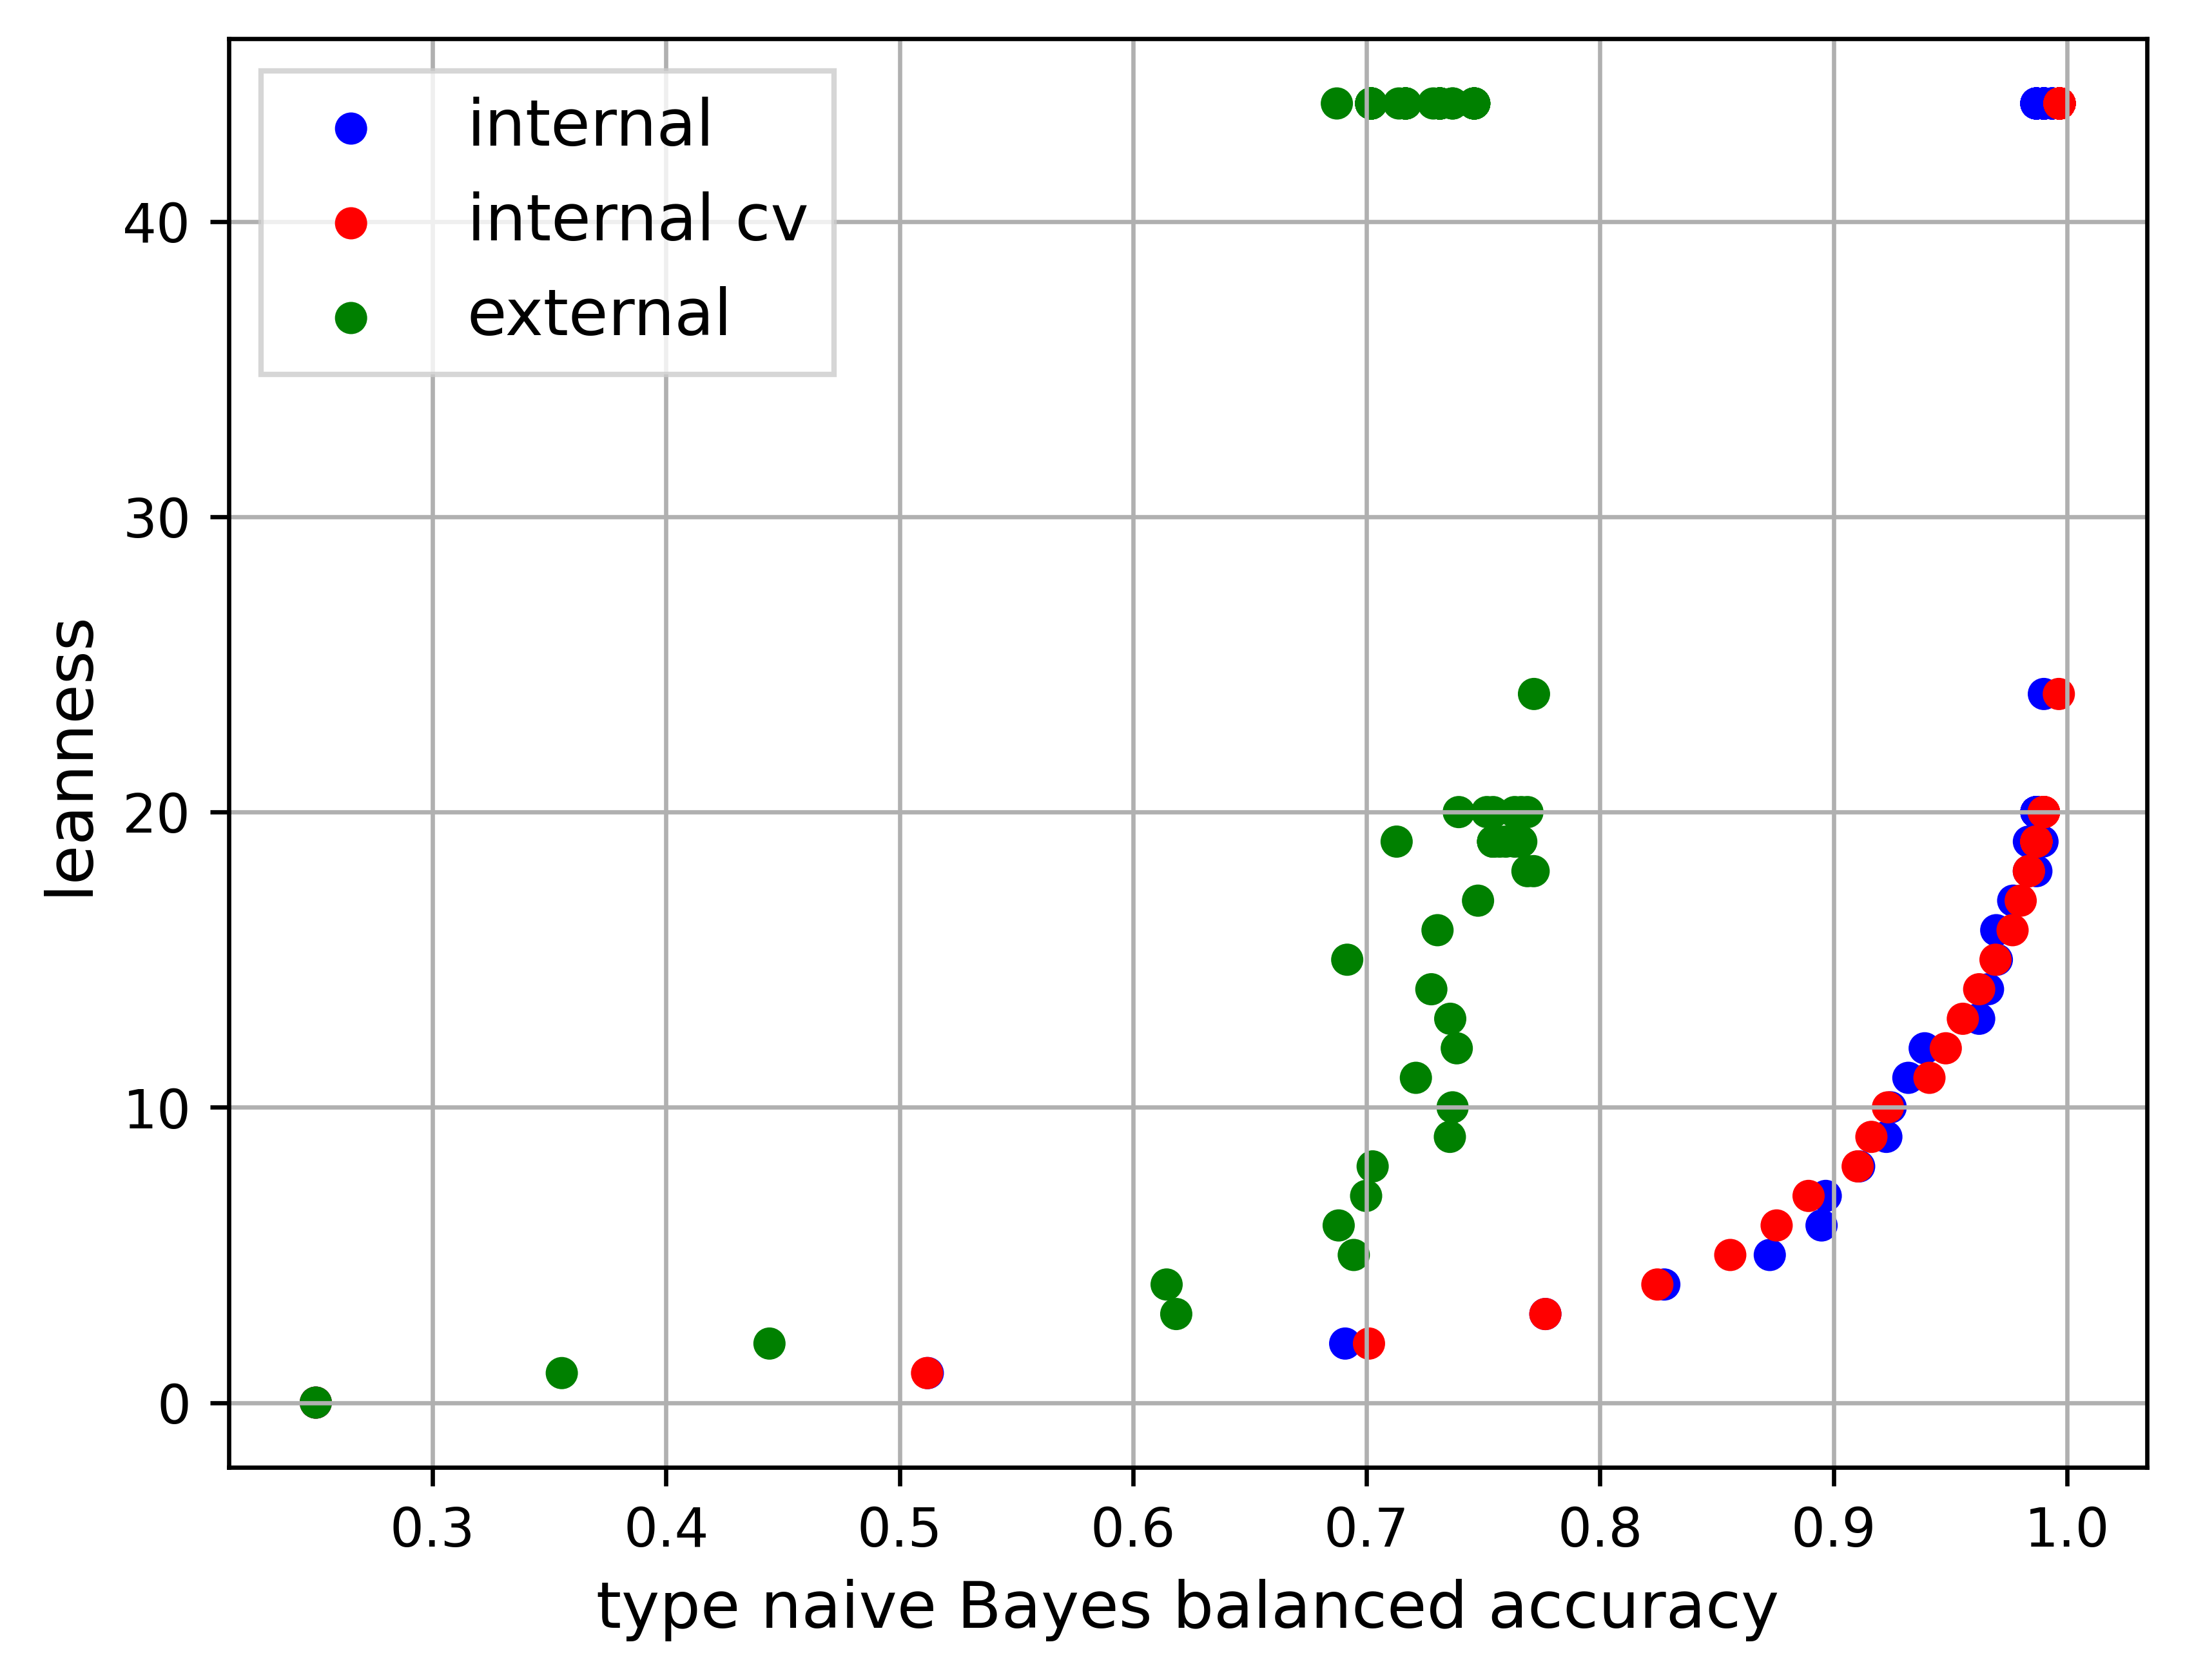 internal
internal cv
external
40
30
20
10
0
leanness
0.3 0.4 0.5 0.6 0.7 0.8 0.9 1.0
type naive Bayes balanced accuracy